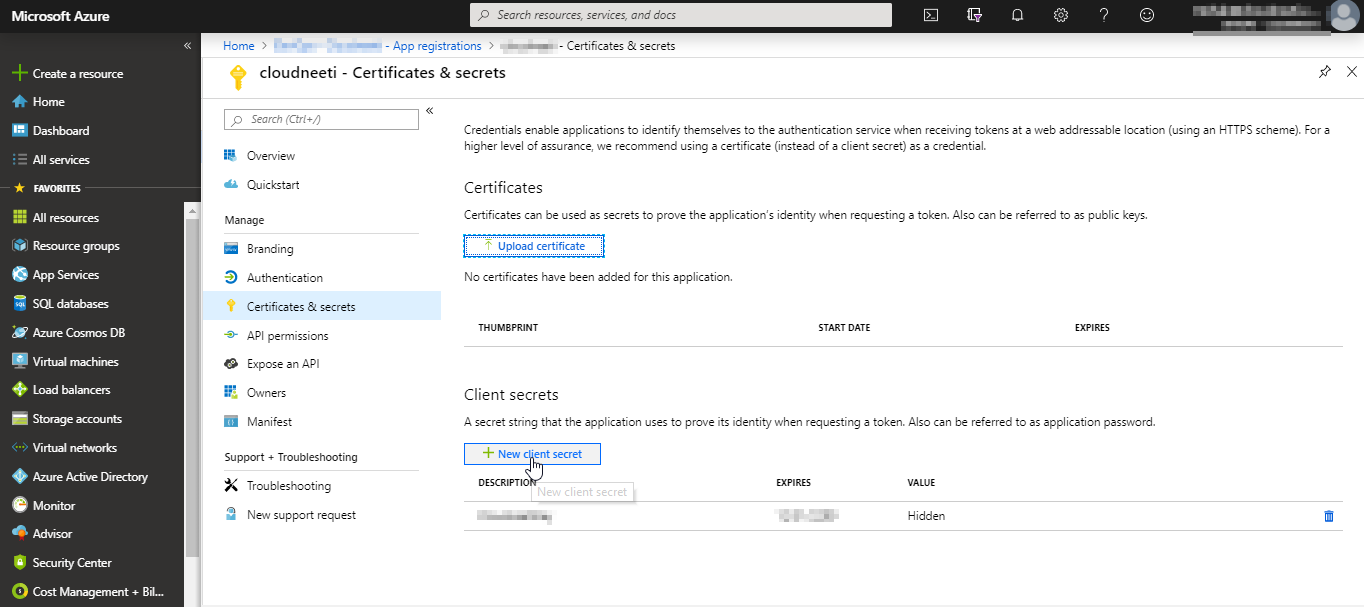 Microsoft Azure
Search resources, services, and docs
Home > - App registrations > - Certificates & secrets
cloudneeti - Certificates & secrets
Create a resource
Home
Dashboard
All services
FAVORITES
All resources
Resource groups
App Services
SQL databases
Azure Cosmos DB
Virtual machines
Load balancers
Storage accounts
Virtual networks
Azure Active Directory
Monitor
Advisor
Security Center
Cost Management + Bil...
Search (Ctrl+/)
Overview
Quickstart
Manage
Branding
Authentication
Certificates & secrets
API permissions
Expose an API
Owners
Manifest
Support + Troubleshooting
Troubleshooting
New support request
Credentials enable applications to identify themselves to the authentication service when receiving tokens at a web addressable location (using an HTTPS scheme). For a
higher level of assurance, we recommend using a certificate (instead of a client secret) as a credential.
Certificates
Certificates can be used as secrets to prove the application's identity when requesting a token. Also can be referred to as public keys.
Upload certificate
No certificates have been added for this application.
THUMBPRINT START DATE EXPIRES
Client secrets
A secret string that the application uses to prove its identity when requesting a token. Also can be referred to as application password.
New client secret
DESCRIPTION EXPIRES VALUE
New client secret
Hidden